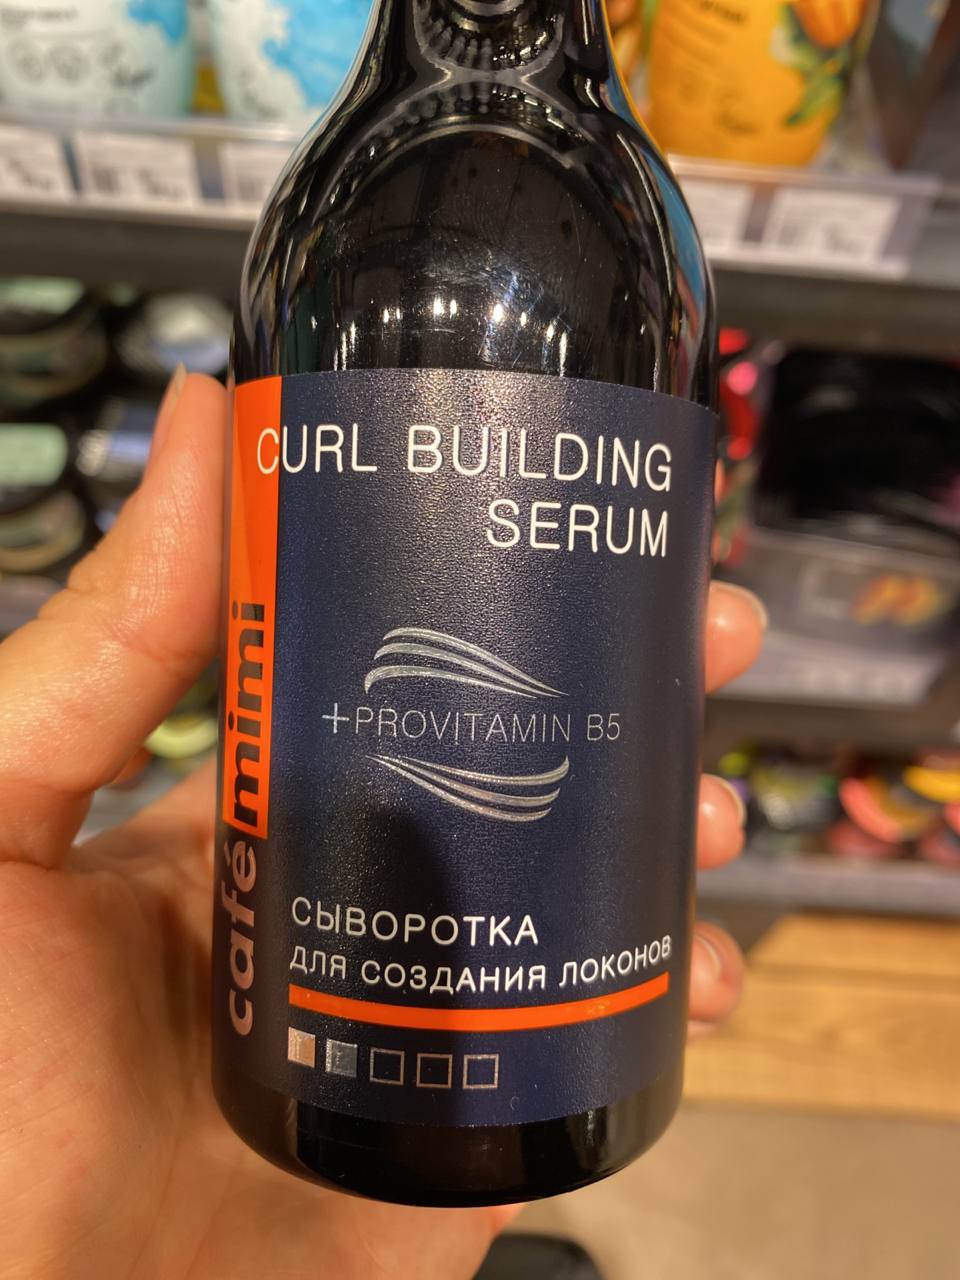 CURL BUILDING
SERUM
+PROVITAMIN B5
café mimi
СЫВОРОТКА
ДЛЯ СОЗДАНИЯ ЛОКОНОВ